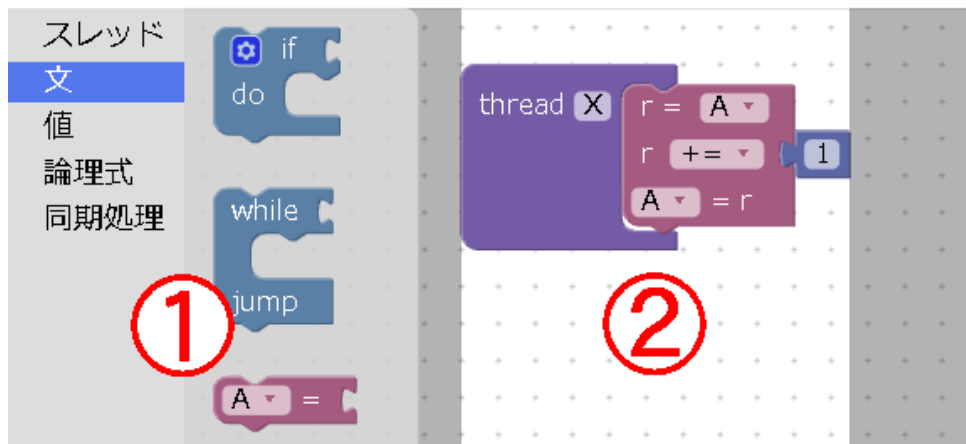 スレッド
文
値
論理式
同期処理
if
do
while
jump
A =
①
thread X
r = A
r += 1
A = r
②